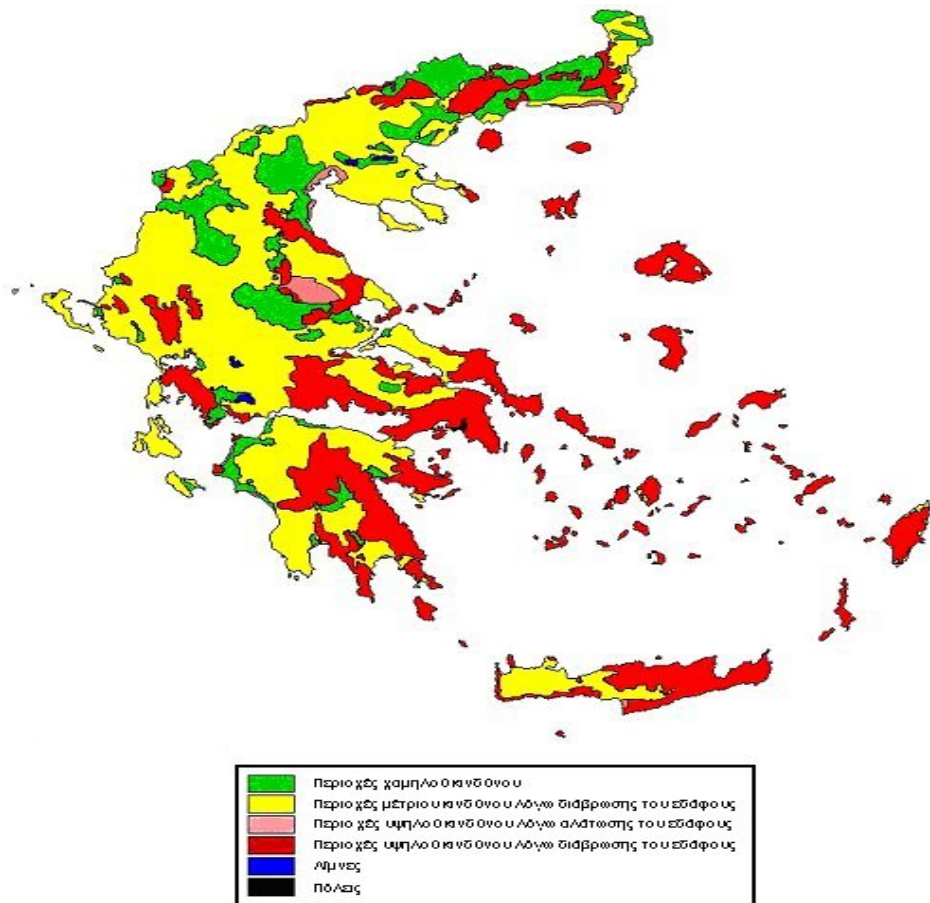 Περιοχές χαμηλού κινδύνου
Περιοχές μέτριου κινδύνου λόγω διάβρωσης του εδάφους
Περιοχές υψηλού κινδύνου λόγω αλάτωσης του εδάφους
Περιοχές υψηλού κινδύνου λόγω διάβρωσης του εδάφους
Λίμνες
Πόλεις